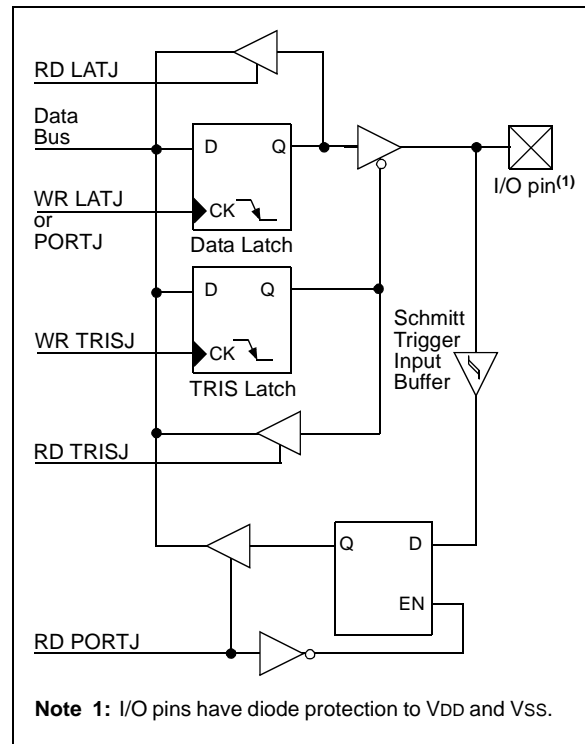 RD LATJ
Data
Bus
D Q
WR LATJ
or
PORTJ
CK
Data Latch
I/O pin(1)
D Q
WR TRISJ
CK
TRIS Latch
Schmitt
Trigger
Input
Buffer
RD TRISJ
Q D
EN
RD PORTJ
Note 1: I/O pins have diode protection to VDD and VSS.